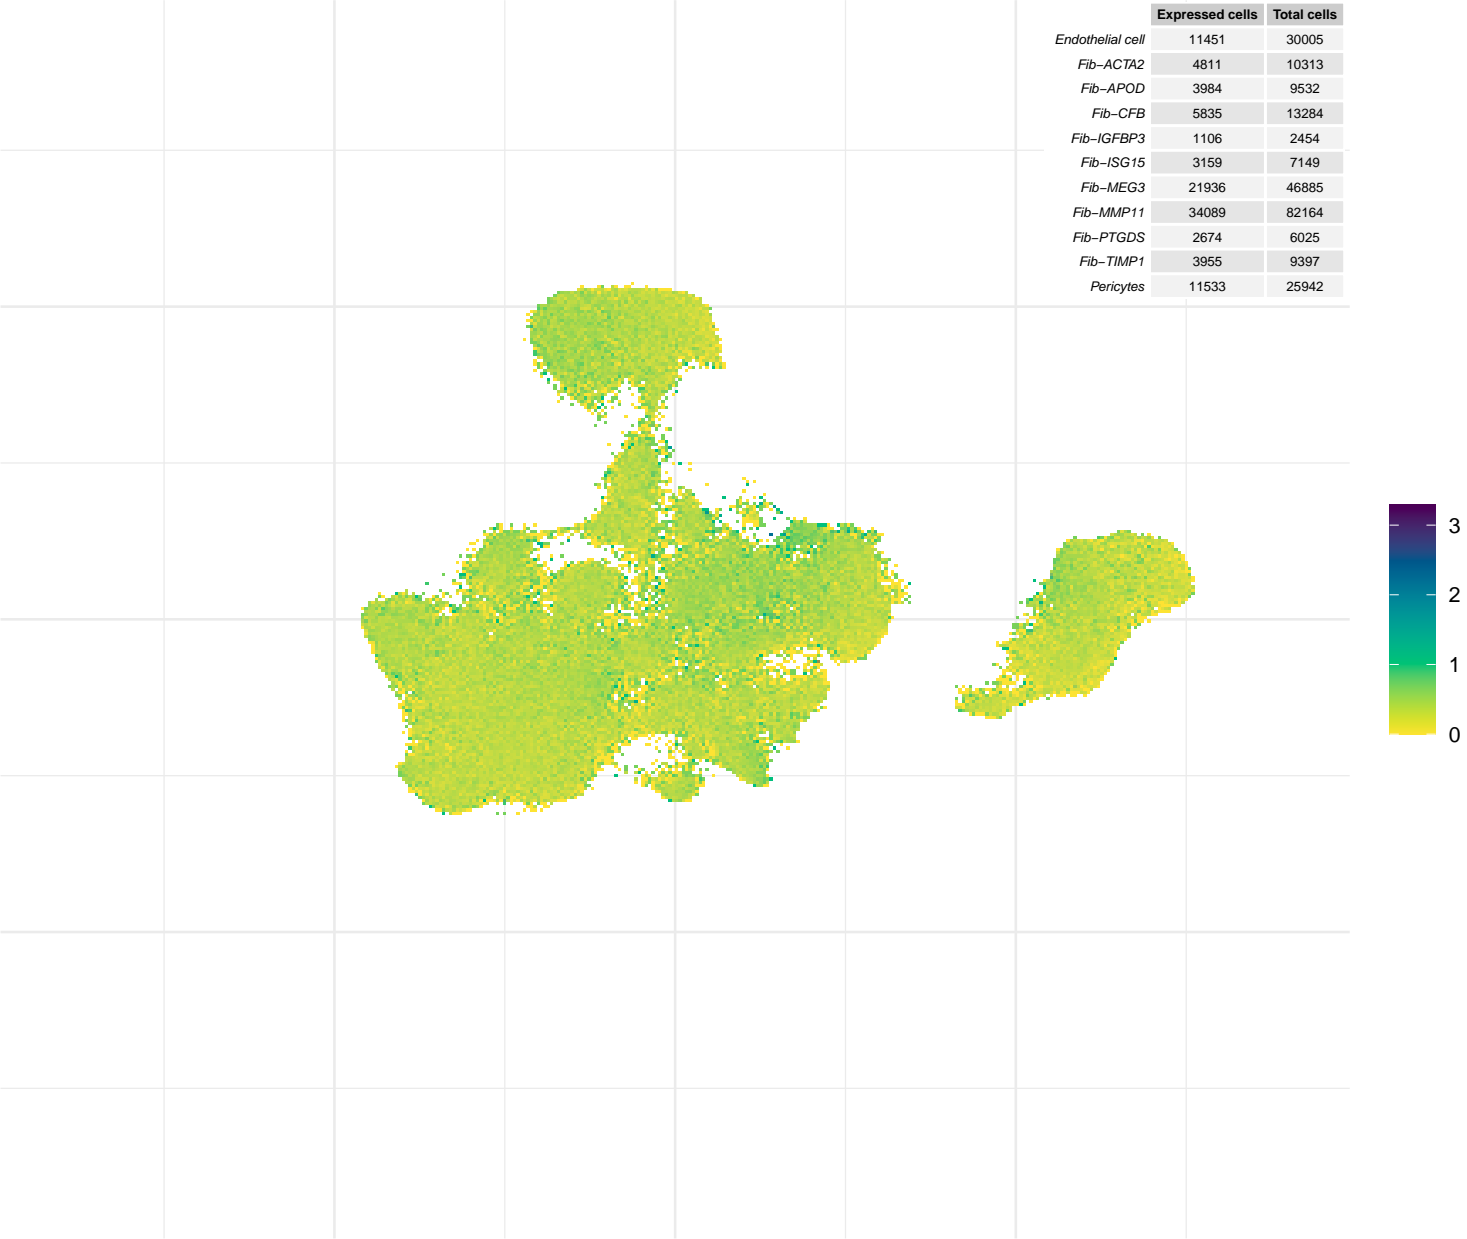 Expressed cells Total cells
Endothelial cell 11451 30005
Fib−ACTA2 4811 10313
Fib−APOD 3984 9532
Fib−CFB 5835 13284
Fib−IGFBP3 1106 2454
Fib−ISG15 3159 7149
Fib−MEG3 21936 46885
Fib−MMP11 34089 82164
Fib−PTGDS 2674 6025
Fib−TIMP1 3955 9397
Pericytes 11533 25942
3
2
1
0